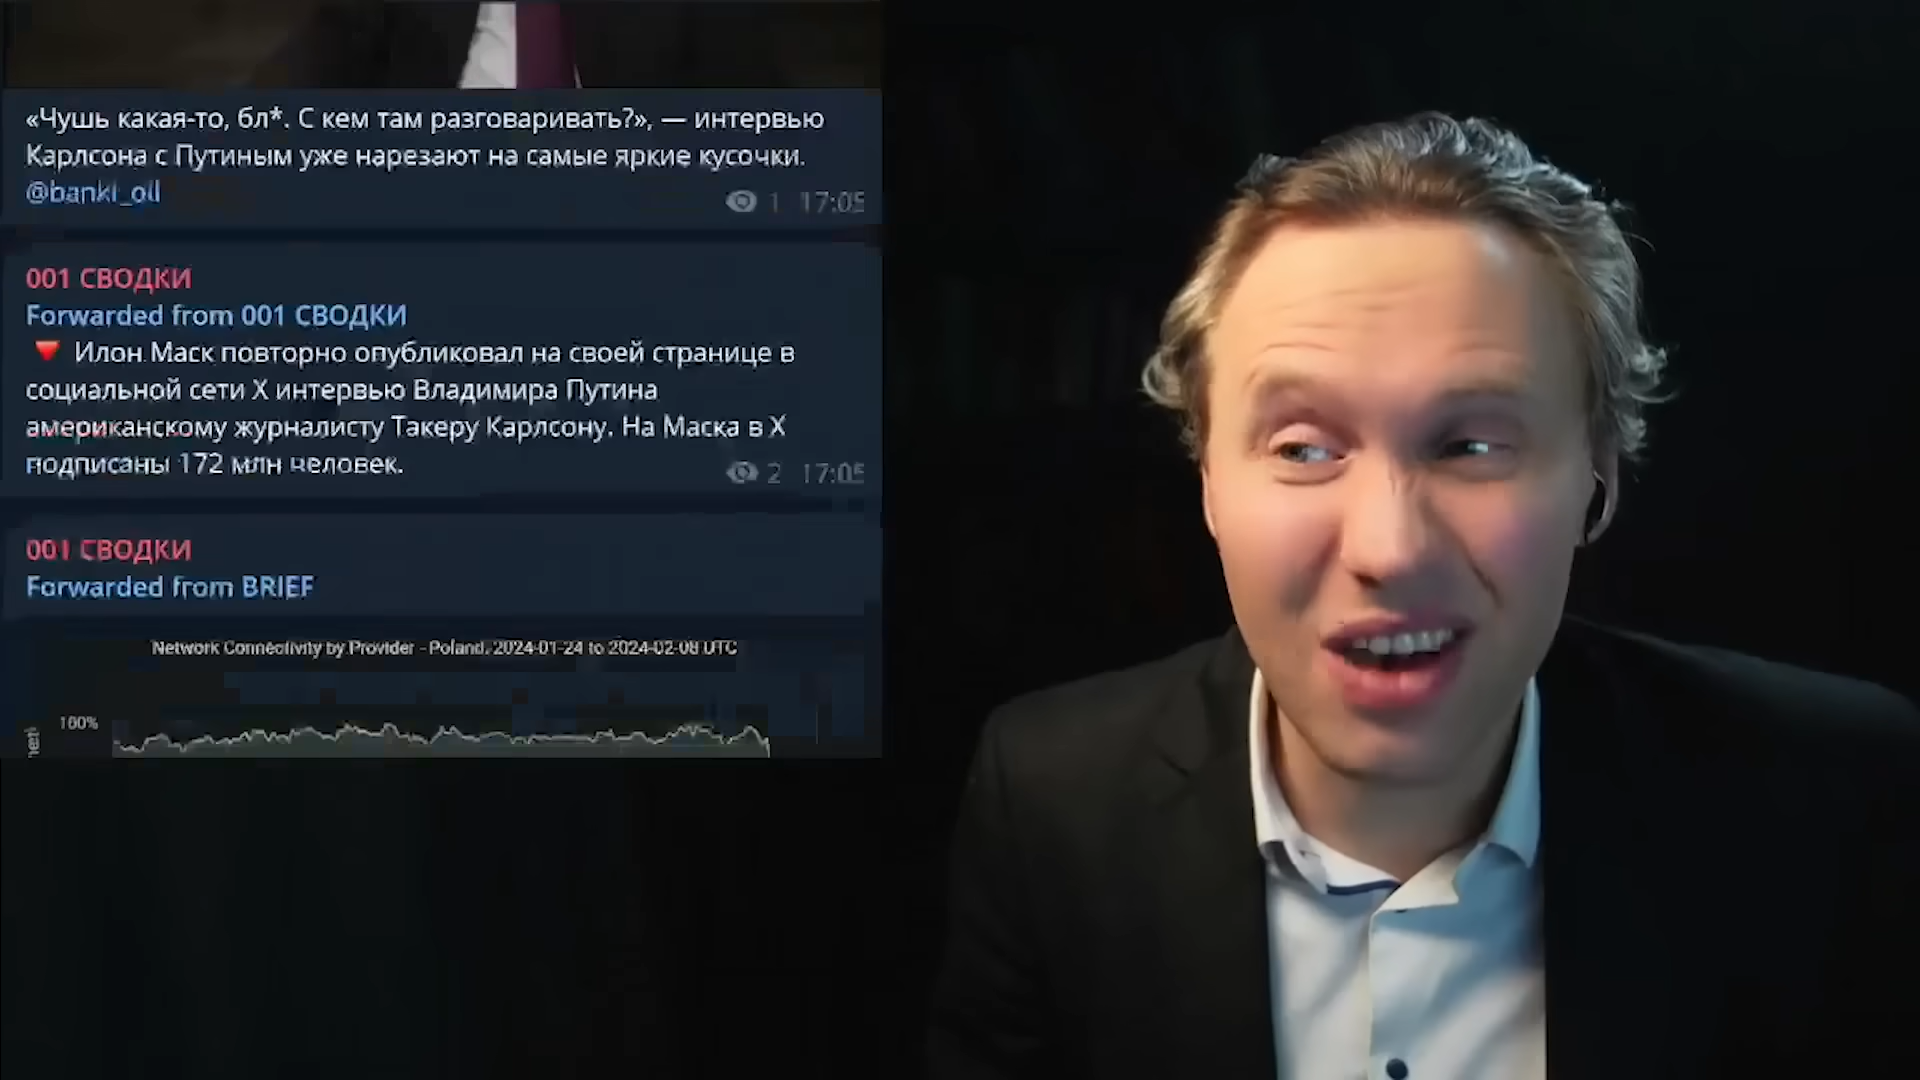 «Чушь какая-то, бл*. С кем там разговаривать?», — интервью
Карлсона с Путиным уже нарезают на самые яркие кусочки.
@banki_oil
1 17:05
001 СВОДКИ
Forwarded from 001 СВОДКИ
Илон Маск повторно опубликовал на своей странице в
социальной сети X интервью Владимира Путина
американскому журналисту Такеру Карлсону. На Маска в X
подписаны 172 млн человек.
2 17:05
001 СВОДКИ
Forwarded from BRIEF
Network Connectivity by Provider - Poland, 2024-01-24 to 2024-02-08 UTC
100%